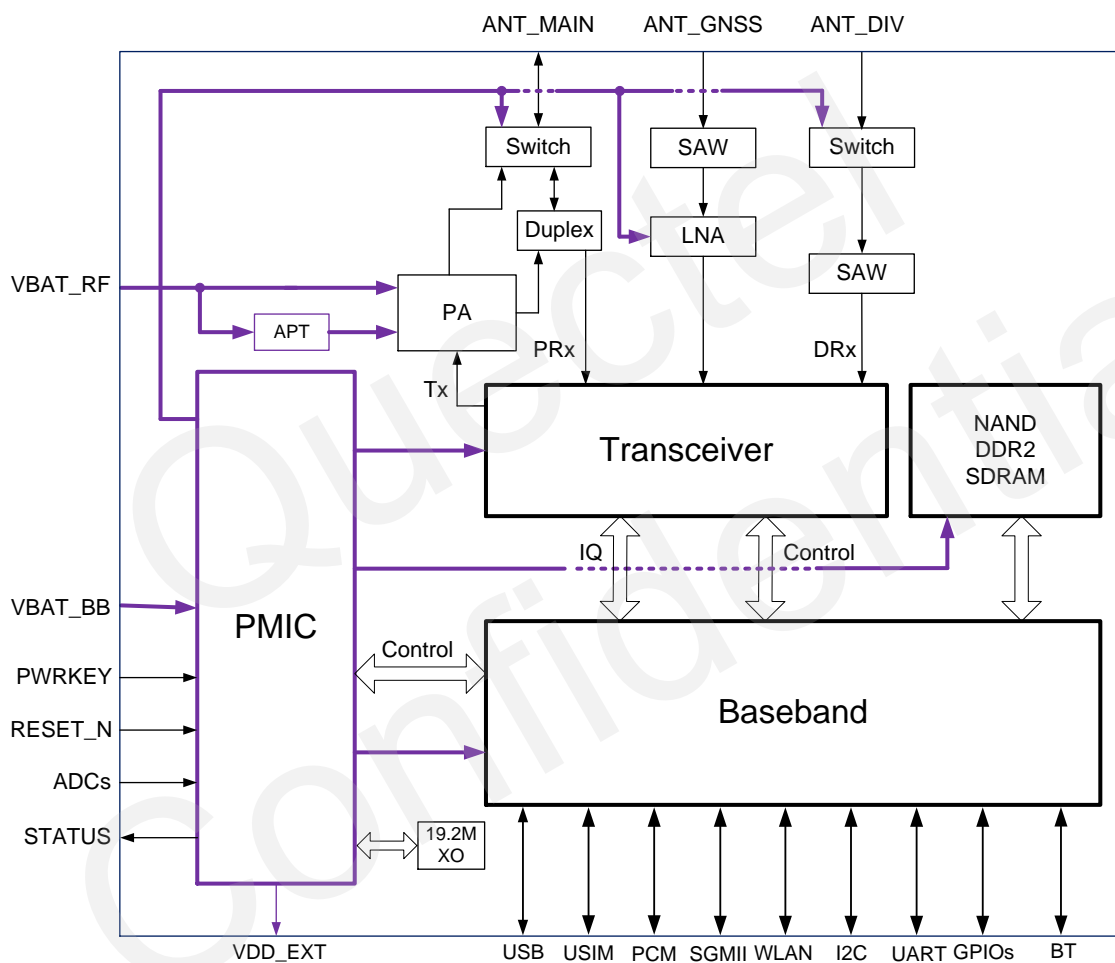 ANT_MAIN ANT_GNSS ANT_DIV
Switch
SAW
Switch
Duplex
LNA
SAW
VBAT_RF
PA
APT
PRx
DRx
Tx
Transceiver
NAND
DDR2
SDRAM
IQ
Control
VBAT_BB
PMIC
Control
PWRKEY
Baseband
RESET_N
ADCs
STATUS
19.2M
XO
VDD_EXT
USB USIM PCM SGMII WLAN I2C UART GPIOs BT
Quectel
Confidential